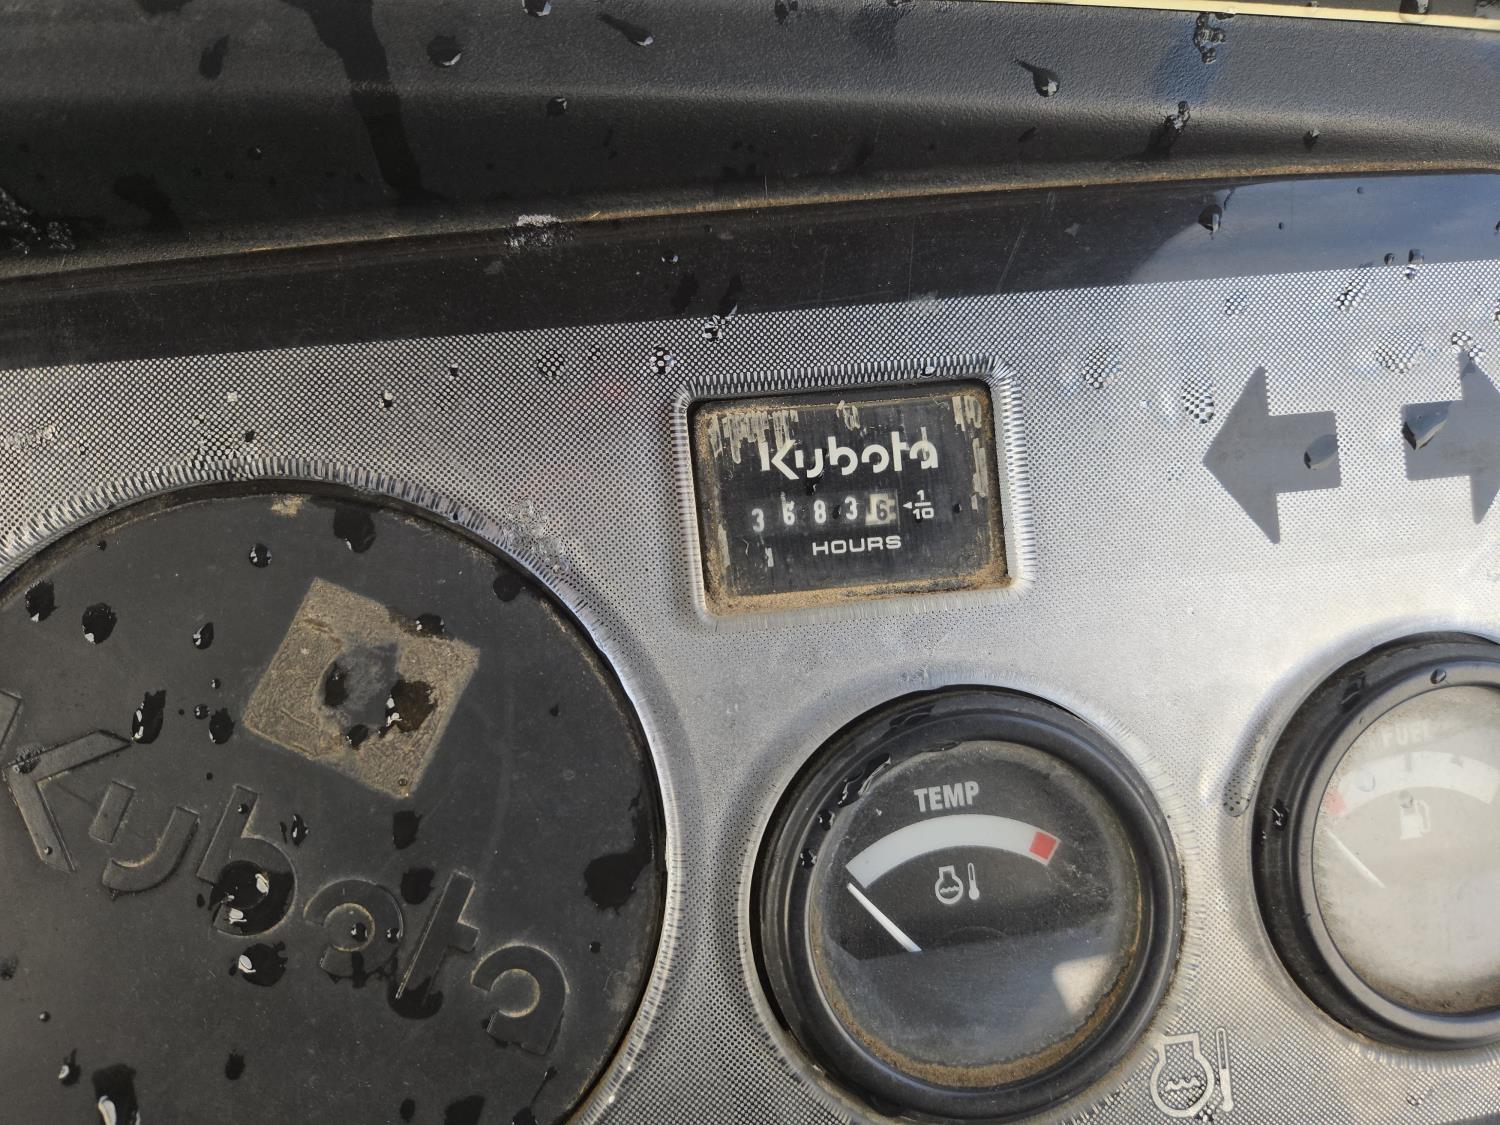 Kubota
3 6 8 3 6 1/10
HOURS
Kubota
TEMP
FUEL